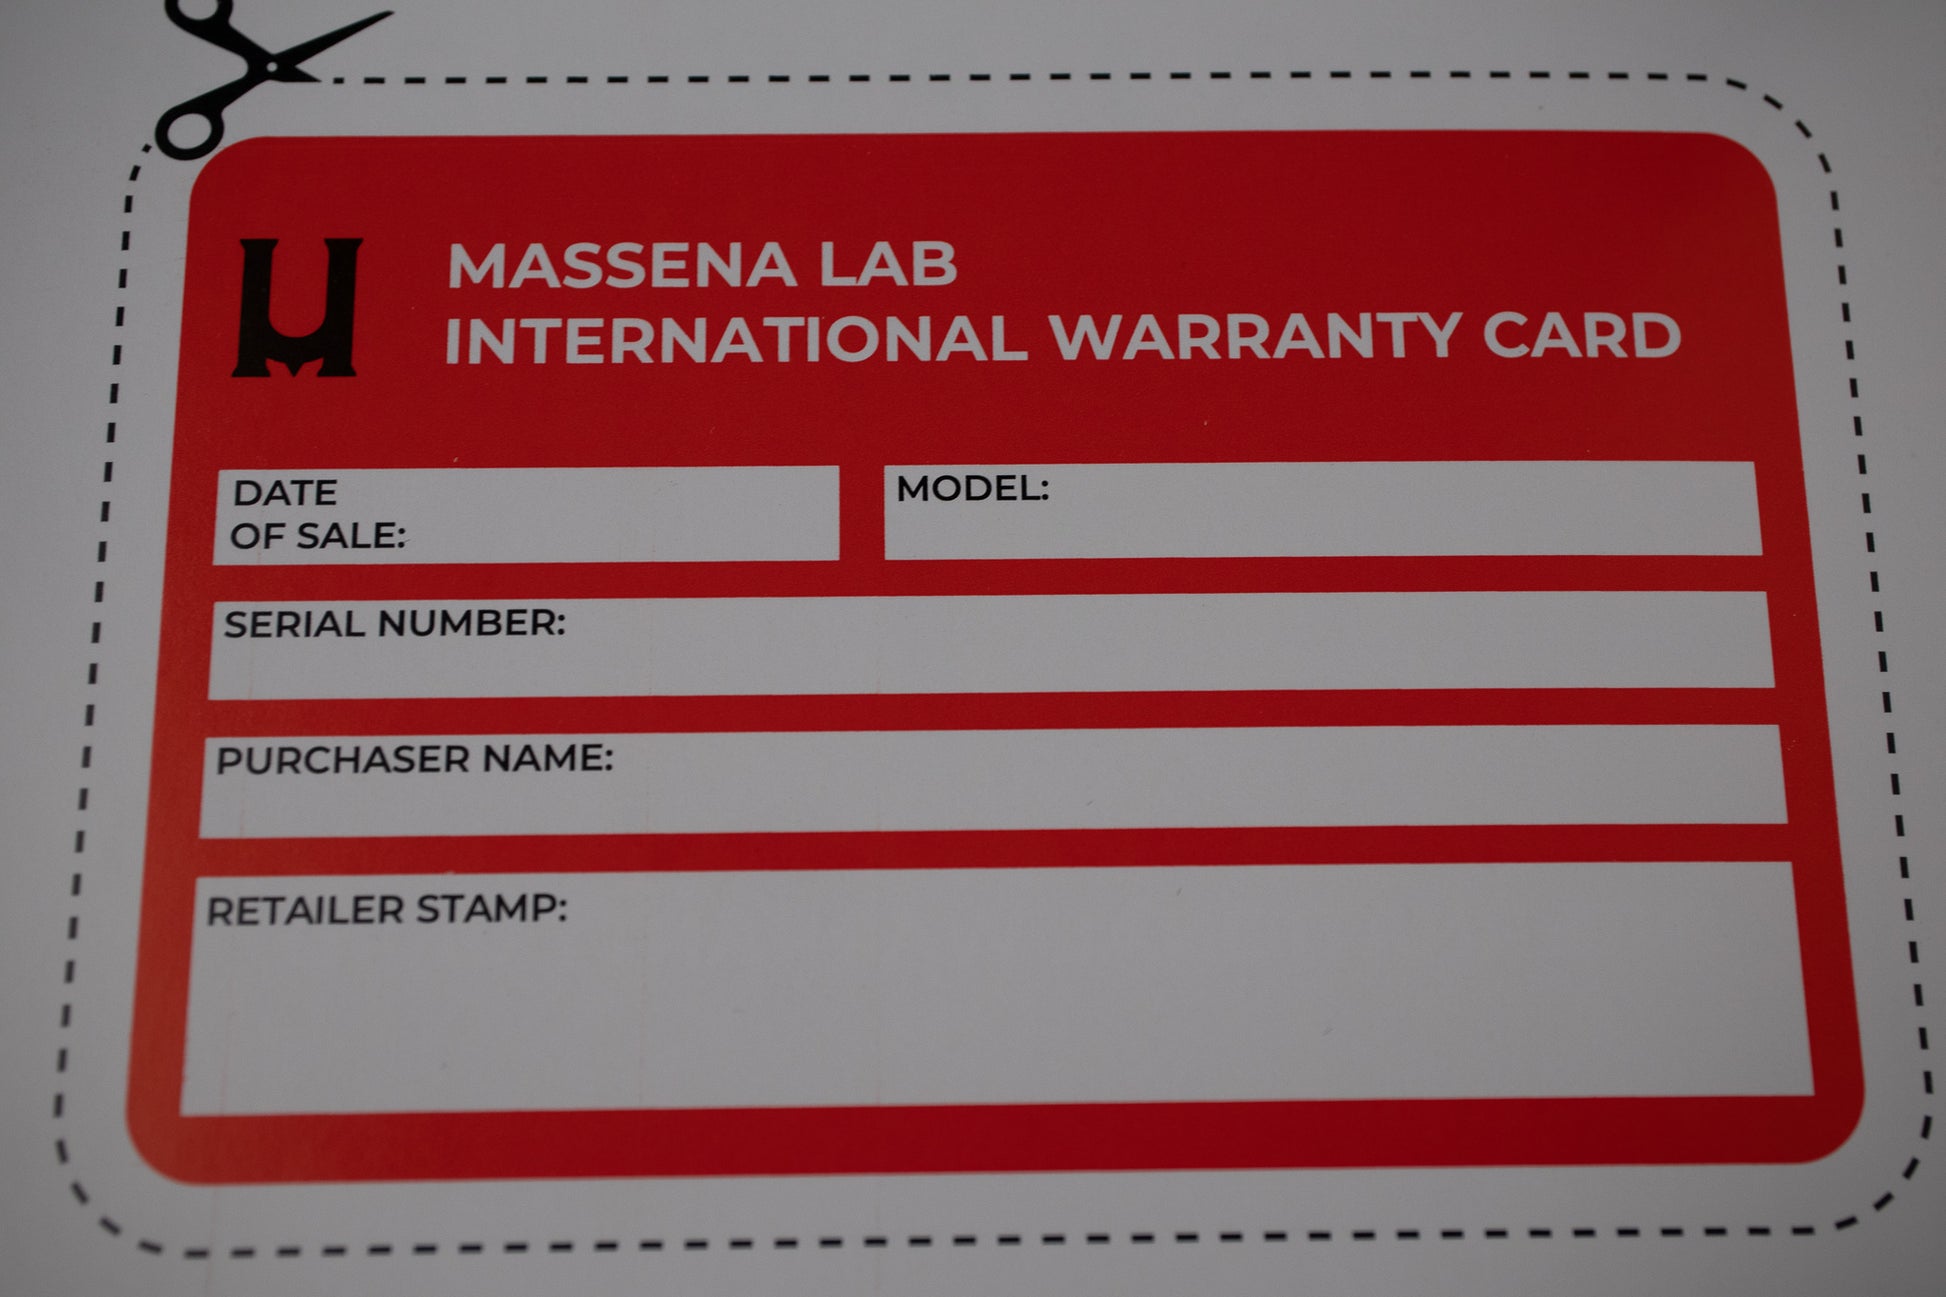 MASSENA LAB
INTERNATIONAL WARRANTY CARD
DATE
OF SALE:
MODEL:
SERIAL NUMBER:
PURCHASER NAME:
RETAILER STAMP: